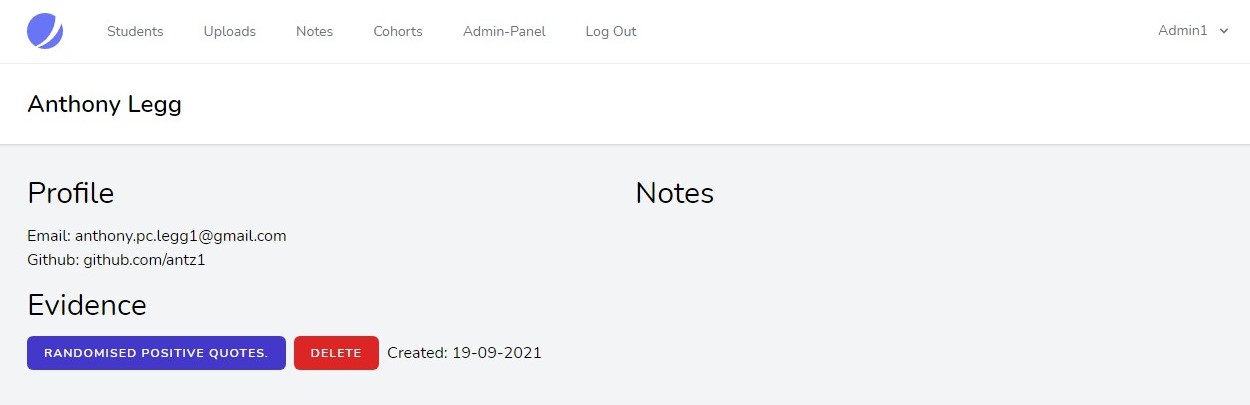 Students Uploads Notes Cohorts Admin-Panel Log Out Admin1
Anthony Legg
Profile
Email: anthony.pc.legg1@gmail.com
Github: github.com/antz1
Evidence
RANDOMISED POSITIVE QUOTES. DELETE Created: 19-09-2021
Notes